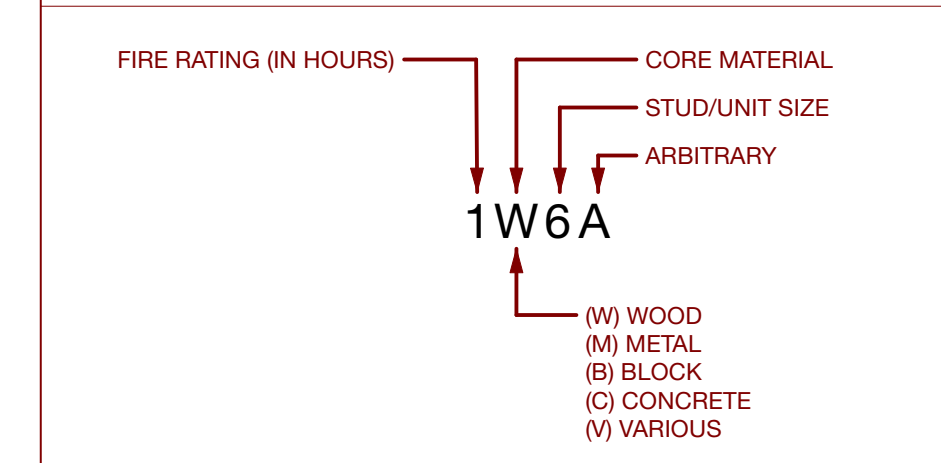 FIRE RATING (IN HOURS)
CORE MATERIAL
STUD/UNIT SIZE
ARBITRARY
1W6A
(W) WOOD
(M) METAL
(B) BLOCK
(C) CONCRETE
(V) VARIOUS